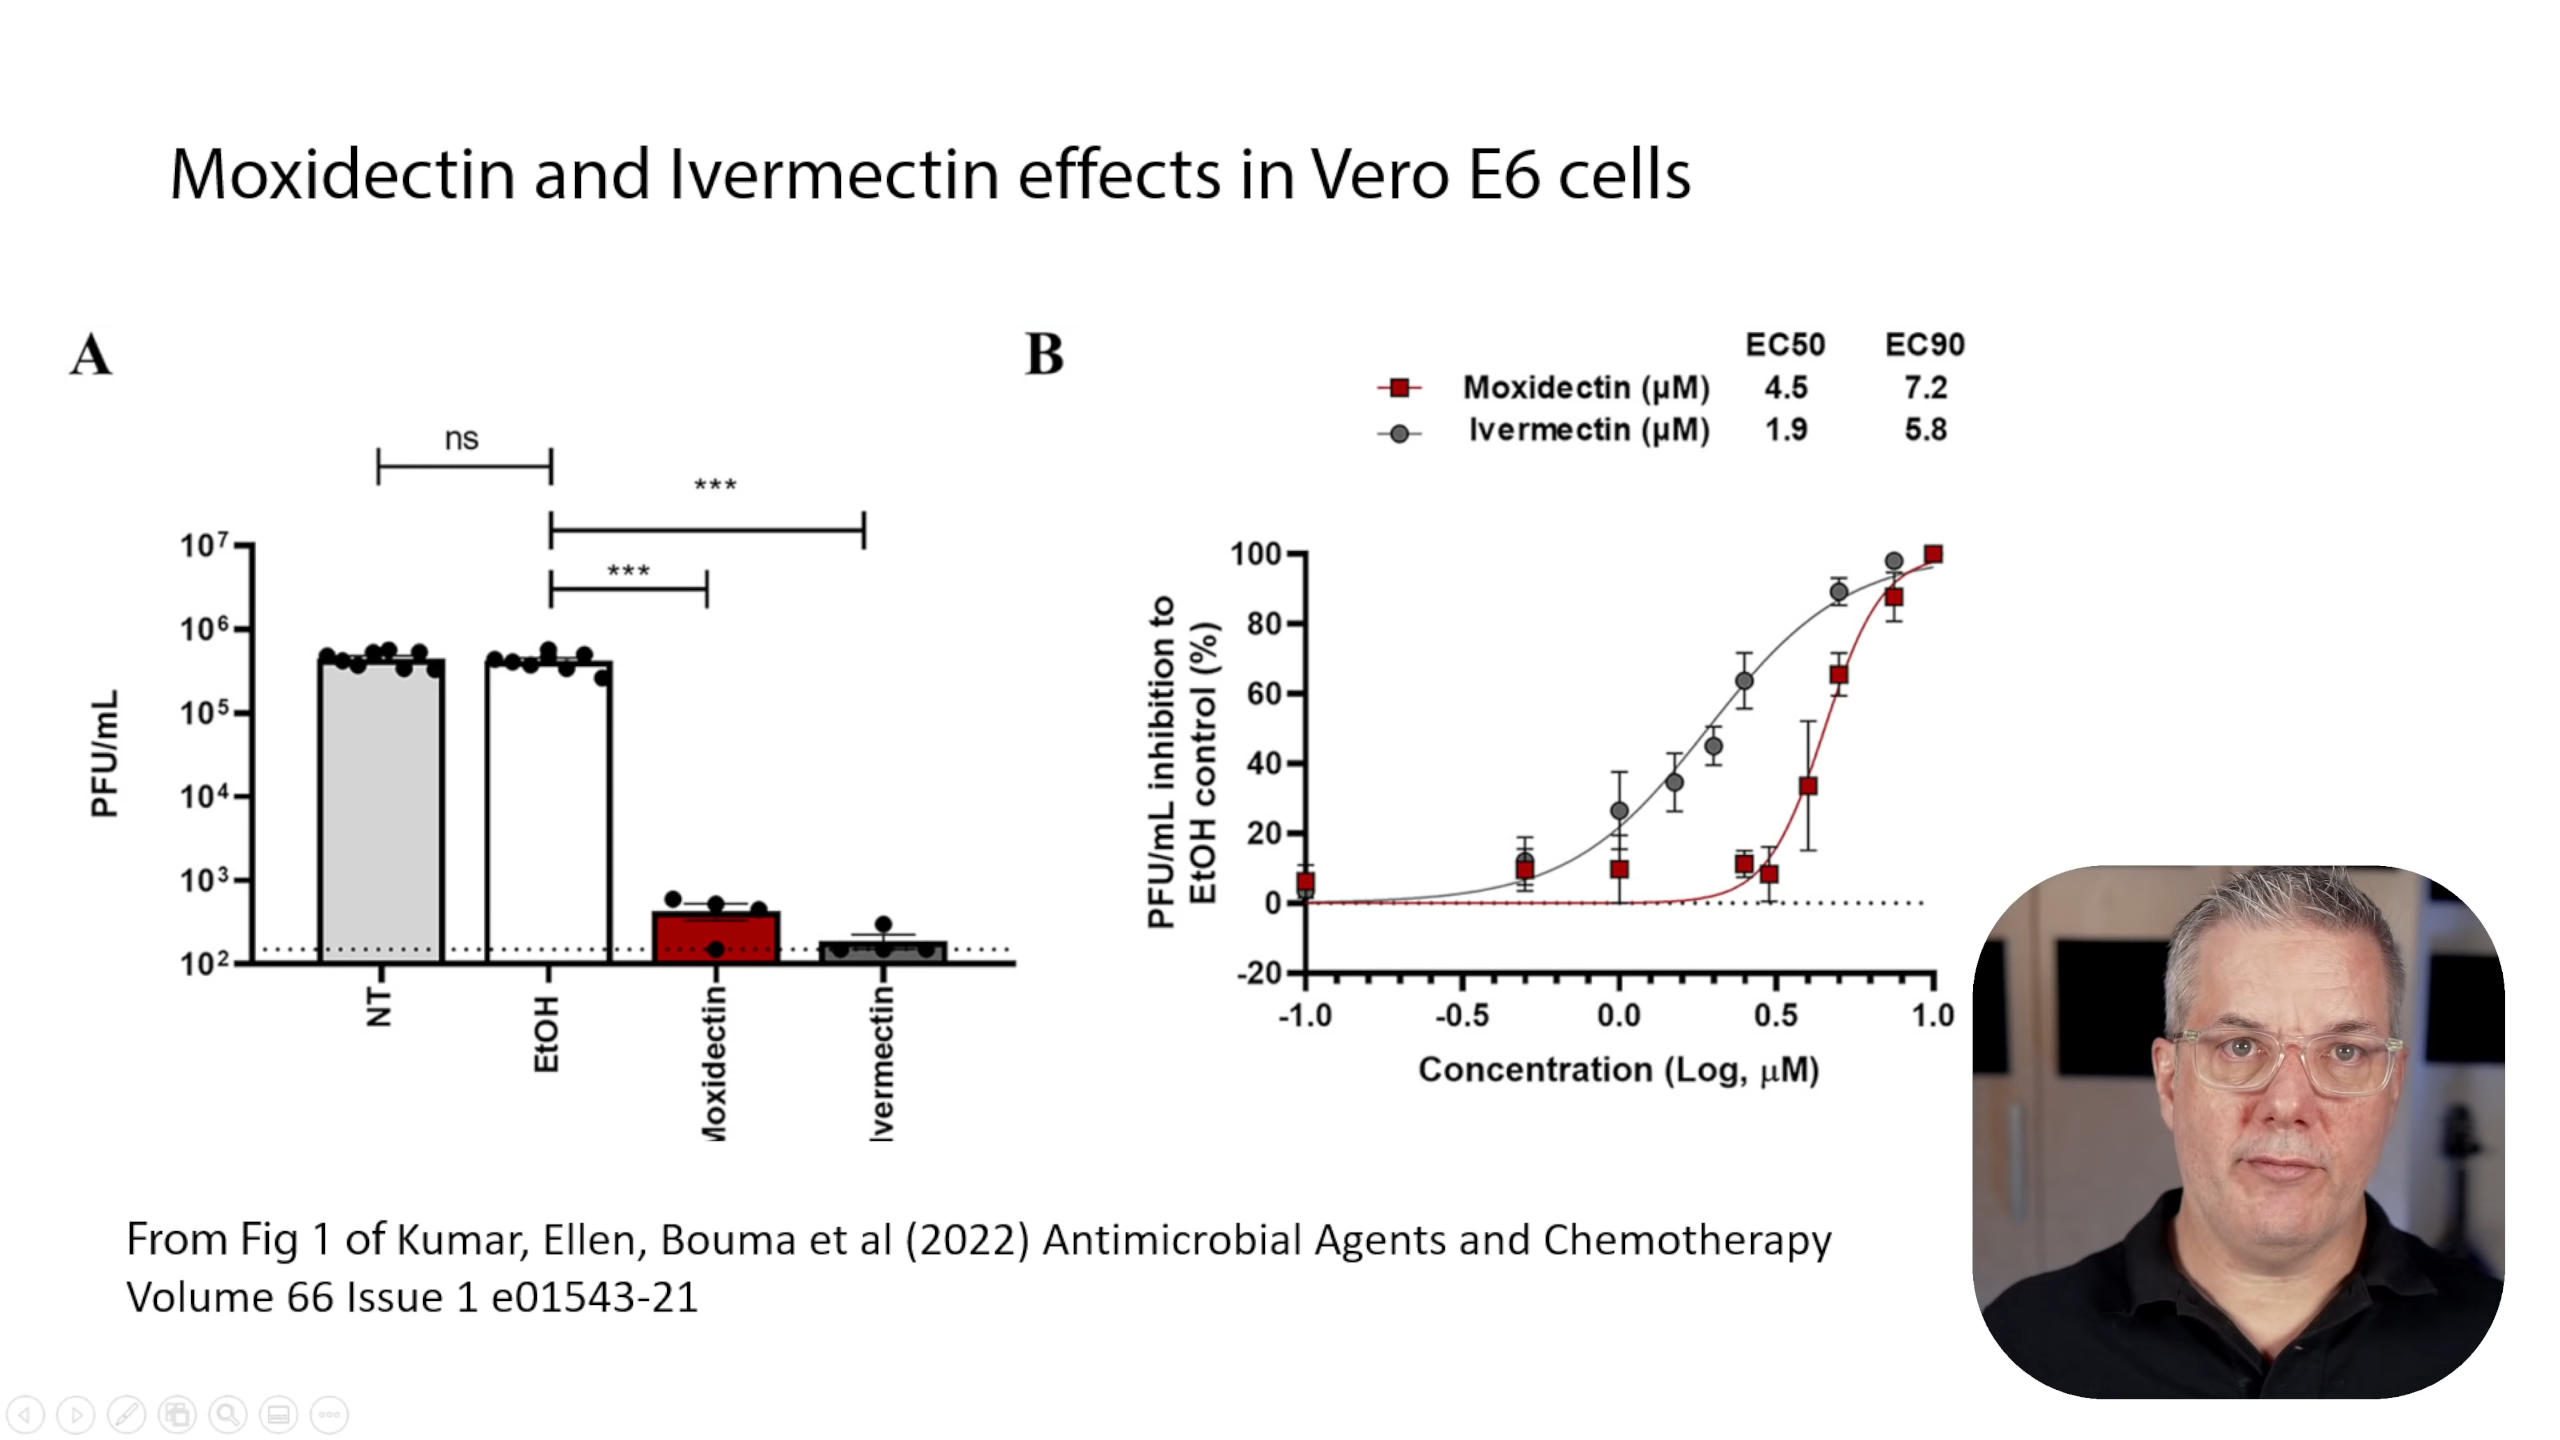 Moxidectin and Ivermectin effects in Vero E6 cells
A
ns
***
***
10⁷
10⁶
10⁵
10⁴
10³
10²
PFU/mL
NT
EtOH
Moxidectin
Ivermectin
B
EC50 EC90
Moxidectin (µM) 4.5 7.2
Ivermectin (µM) 1.9 5.8
PFU/mL inhibition to
EtOH control (%)
100
80
60
40
20
0
-20
-1.0 -0.5 0.0 0.5 1.0
Concentration (Log, µM)
From Fig 1 of Kumar, Ellen, Bouma et al (2022) Antimicrobial Agents and Chemotherapy
Volume 66 Issue 1 e01543-21